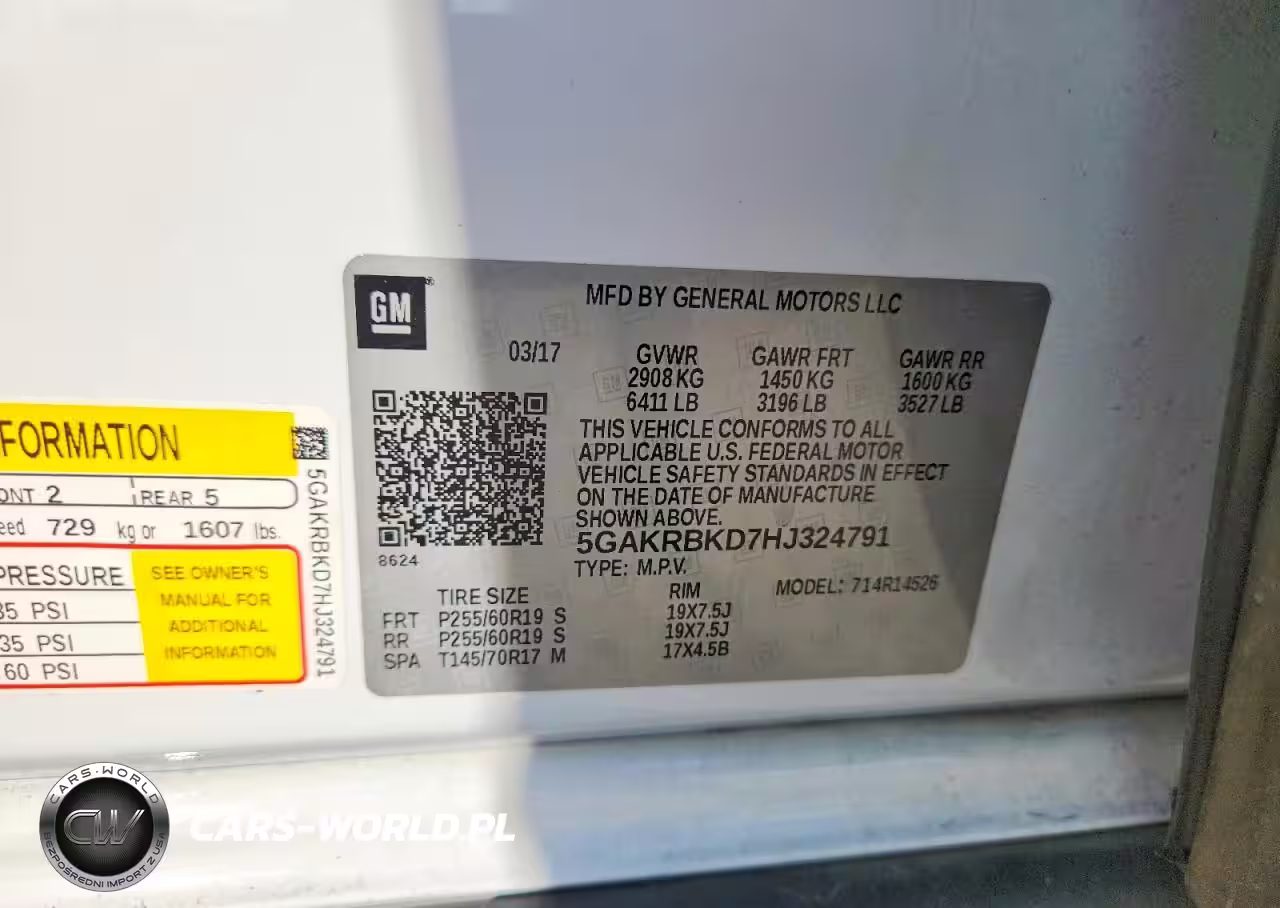 GM
MFD BY GENERAL MOTORS LLC
03/17 GVWR GAWR FRT GAWR RR
2908 KG 1450 KG 1600 KG
6411 LB 3196 LB 3527 LB
THIS VEHICLE CONFORMS TO ALL
APPLICABLE U.S. FEDERAL MOTOR
VEHICLE SAFETY STANDARDS IN EFFECT
ON THE DATE OF MANUFACTURE
SHOWN ABOVE.
5GAKRBKD7HJ324791
TYPE: M.P.V. MODEL: 714R14526
8624
TIRE SIZE RIM
FRT P255/60R19 S 19X7.5J
RR P255/60R19 S 19X7.5J
SPA T145/70R17 M 17X4.5B
FORMATION
ONT 2 REAR 5
eed 729 kg or 1607 lbs.
PRESSURE
35 PSI
35 PSI
60 PSI
SEE OWNER'S
MANUAL FOR
ADDITIONAL
INFORMATION
5GAKRBKD7HJ324791
CARS-WORLD
CW
BEZPOŚREDNI IMPORT Z USA
CARS-WORLD.PL